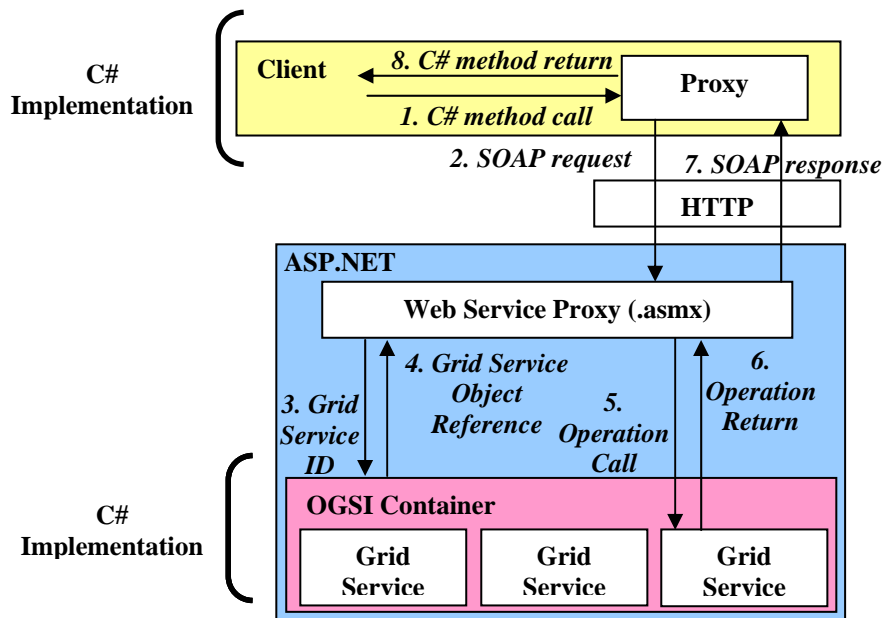 C#
Implementation
Client
8. C# method return
Proxy
1. C# method call
2. SOAP request
7. SOAP response
HTTP
ASP.NET
Web Service Proxy (.asmx)
3. Grid
Service
ID
4. Grid Service
Object
Reference
5.
Operation
Call
6.
Operation
Return
C#
Implementation
OGSI Container
Grid
Service
Grid
Service
Grid
Service